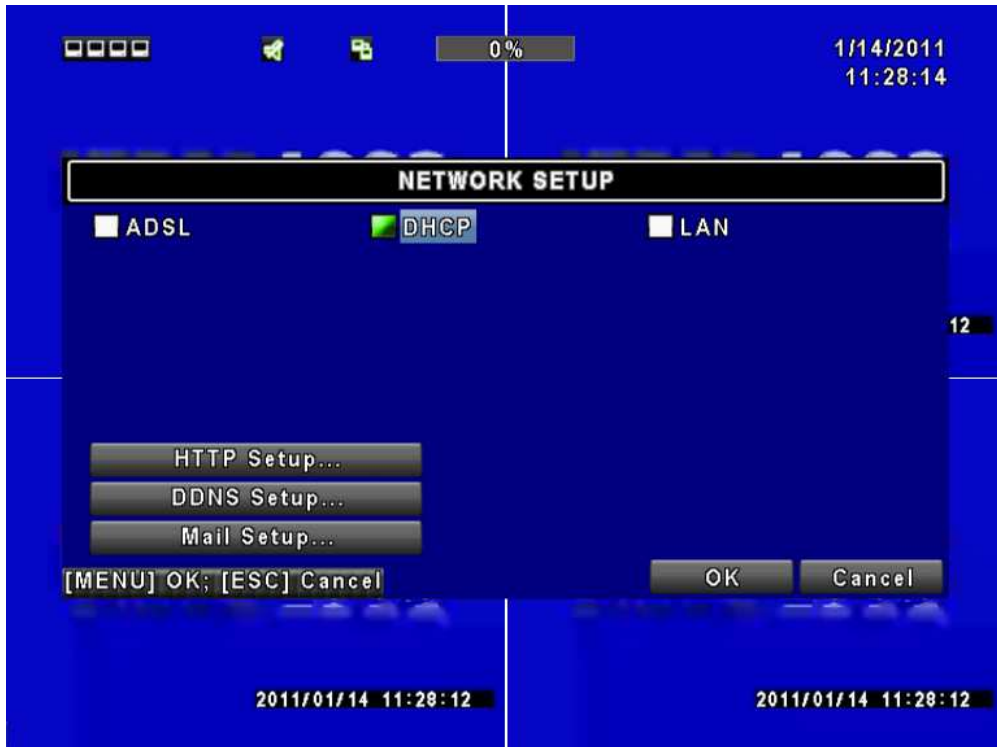 0%
1/14/2011
11:28:14
NETWORK SETUP
ADSL DHCP LAN
12
HTTP Setup...
DDNS Setup...
Mail Setup...
[MENU] OK; [ESC] Cancel OK Cancel
2011/01/14 11:28:12 2011/01/14 11:28:12